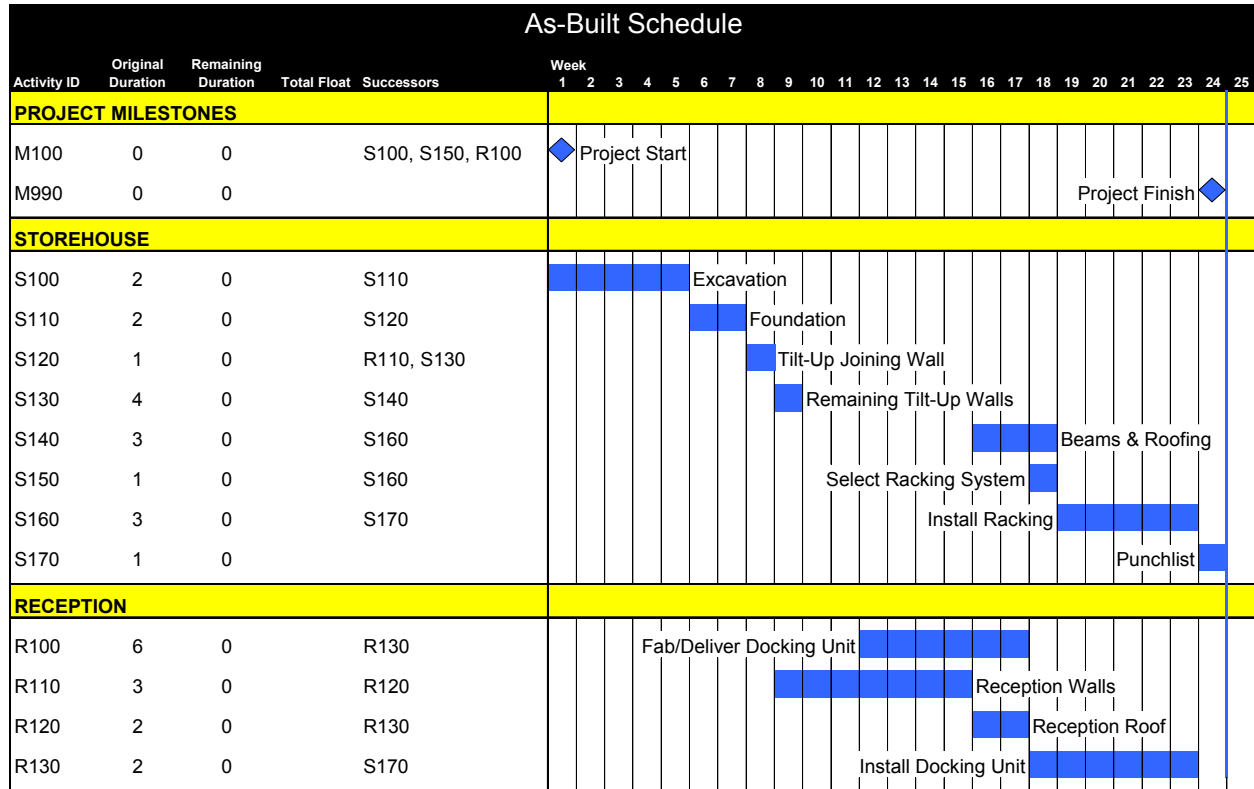 As-Built Schedule
Original Remaining Week
Activity ID Duration Duration Total Float Successors 1 2 3 4 5 6 7 8 9 10 11 12 13 14 15 16 17 18 19 20 21 22 23 24 25
PROJECT MILESTONES
M100 0 0 S100, S150, R100 Project Start
M990 0 0 Project Finish
STOREHOUSE
S100 2 0 S110 Excavation
S110 2 0 S120 Foundation
S120 1 0 R110, S130 Tilt-Up Joining Wall
S130 4 0 S140 Remaining Tilt-Up Walls
S140 3 0 S160 Beams & Roofing
S150 1 0 S160 Select Racking System
S160 3 0 S170 Install Racking
S170 1 0 Punchlist
RECEPTION
R100 6 0 R130 Fab/Deliver Docking Unit
R110 3 0 R120 Reception Walls
R120 2 0 R130 Reception Roof
R130 2 0 S170 Install Docking Unit